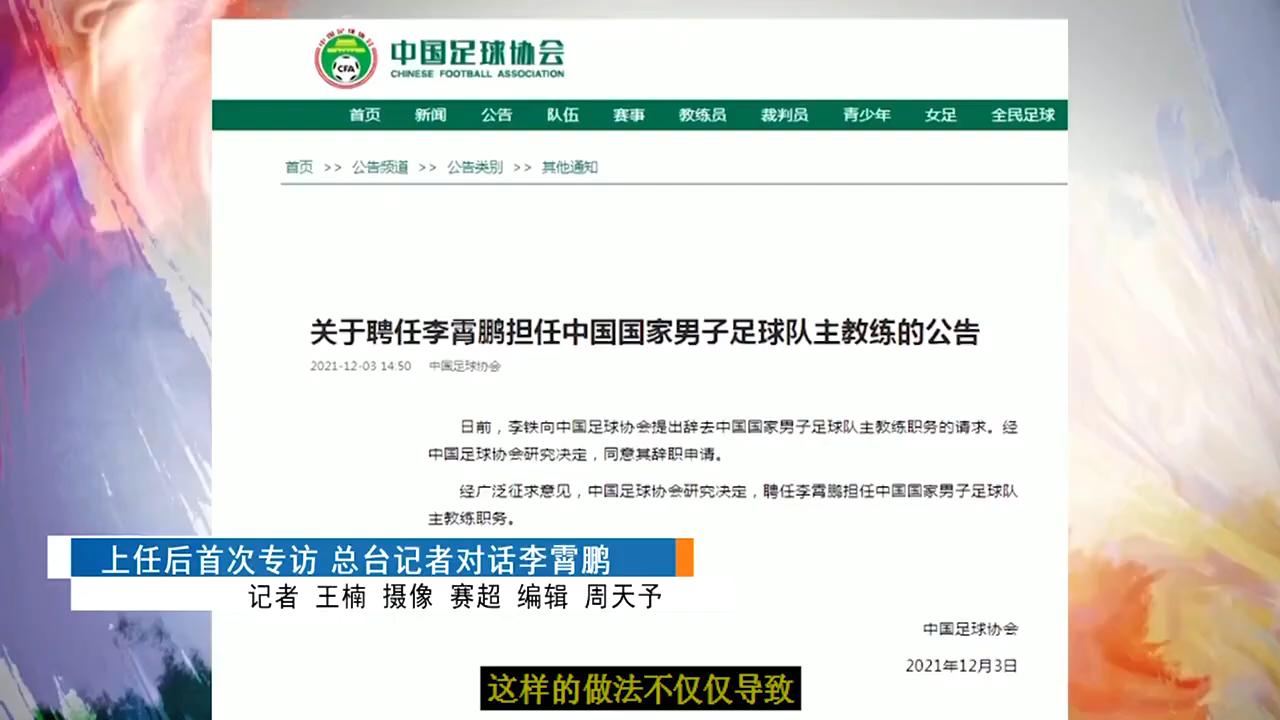 中国足球协会
CHINESE FOOTBALL ASSOCIATION
中国足球协会
CFA
首页 新闻 公告 队伍 赛事 教练员 裁判员 青少年 女足 全民足球
首页 >> 公告频道 >> 公告类别 >> 其他通知
关于聘任李霄鹏担任中国国家男子足球队主教练的公告
2021-12-03 14:50 中国足球协会
日前，李铁向中国足球协会提出辞去中国国家男子足球队主教练职务的请求。经
中国足球协会研究决定，同意其辞职申请。
经广泛征求意见，中国足球协会研究决定，聘任李霄鹏担任中国国家男子足球队
主教练职务。
上任后首次专访 总台记者对话李霄鹏
记者 王楠 摄像 赛超 编辑 周天予
中国足球协会
2021年12月3日
这样的做法不仅仅导致